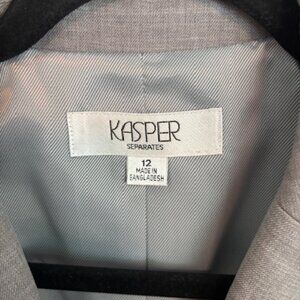 KASPER
SEPARATES
12
MADE IN
BANGLADESH